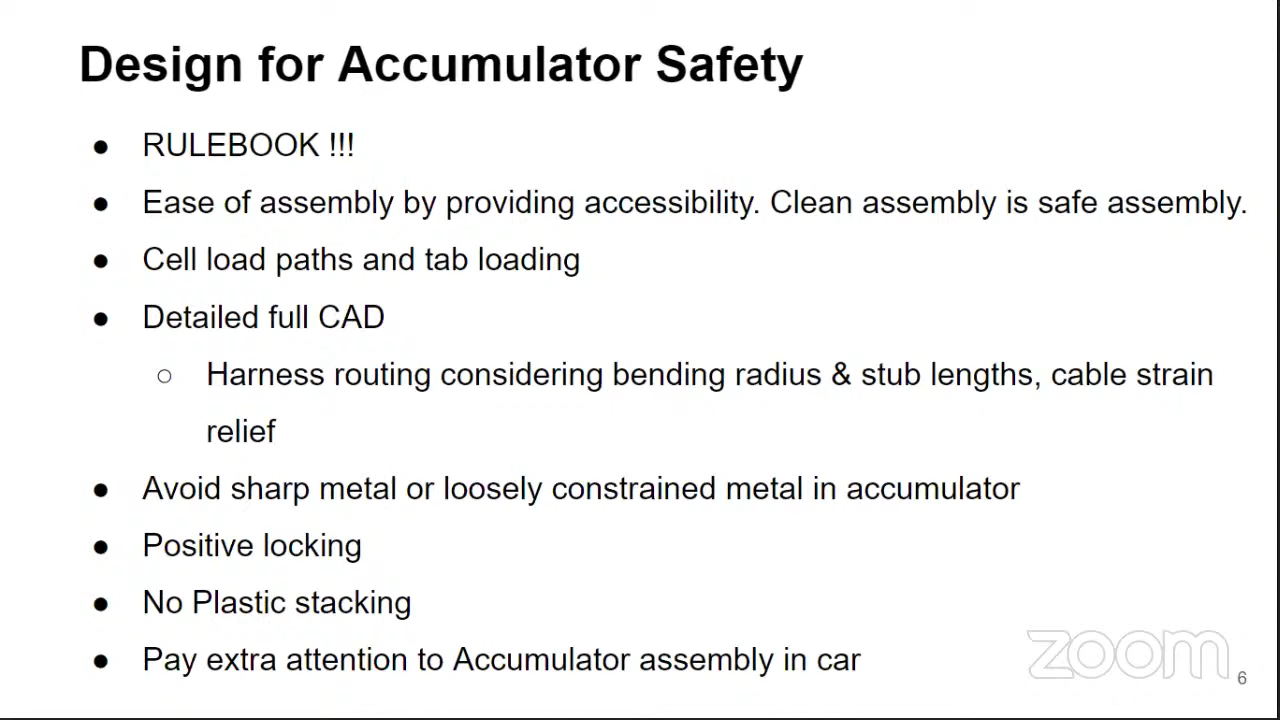 Design for Accumulator Safety
● RULEBOOK !!!
● Ease of assembly by providing accessibility. Clean assembly is safe assembly.
● Cell load paths and tab loading
● Detailed full CAD
○ Harness routing considering bending radius & stub lengths, cable strain
relief
● Avoid sharp metal or loosely constrained metal in accumulator
● Positive locking
● No Plastic stacking
● Pay extra attention to Accumulator assembly in car
zoom
6